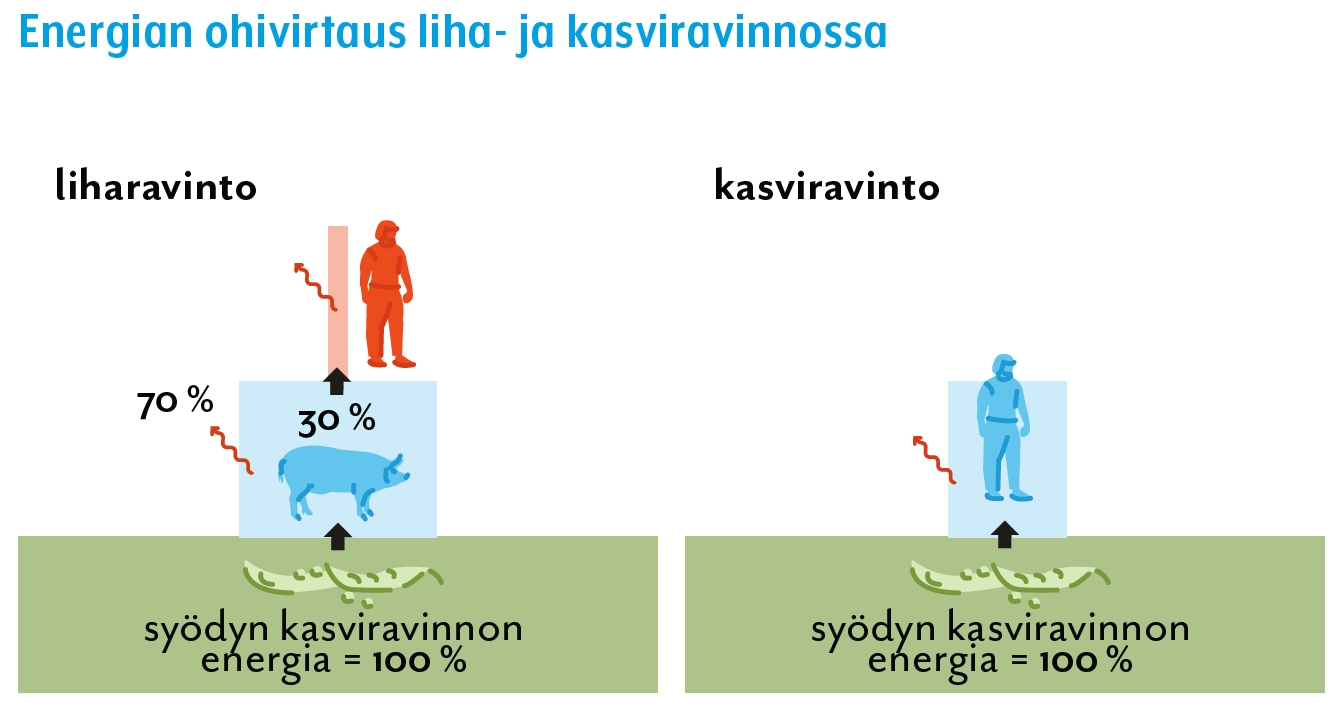 Energian ohivirtaus liha- ja kasviravinnossa
liharavinto
70 %
30 %
syödyn kasviravinnon
energia = 100 %
kasviravinto
syödyn kasviravinnon
energia = 100 %